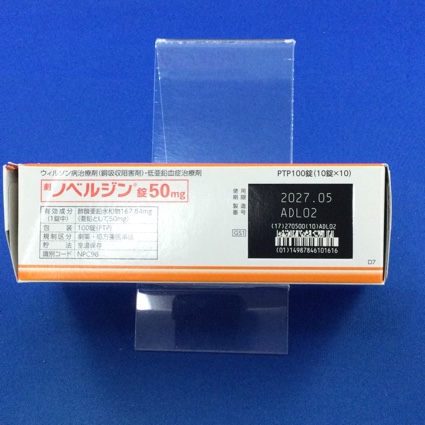 ウィルソン病治療剤(銅吸収阻害剤)・低亜鉛血症治療剤
PTP100錠(10錠×10)
劇 ノベルジン®錠50mg
有効成分 酢酸亜鉛水和物167.84mg
(1錠中) (亜鉛として50mg)
包装 100錠(PTP)
規制区分 劇薬・処方箋医薬品
貯法 室温保存
識別コード NPC96
使用期限 2027.05
製造番号 ADL02
GS1
(17)270500(10)ADL02
(01)14987846101616
D7